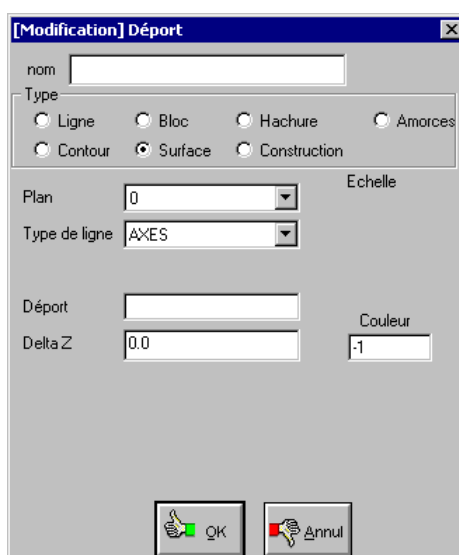 [Modification] Déport
nom
Type
Ligne Bloc Hachure Amorces
Contour Surface Construction
Echelle
Plan 0
Type de ligne AXES
Déport
Couleur
Delta Z 0.0 -1
OK Annul